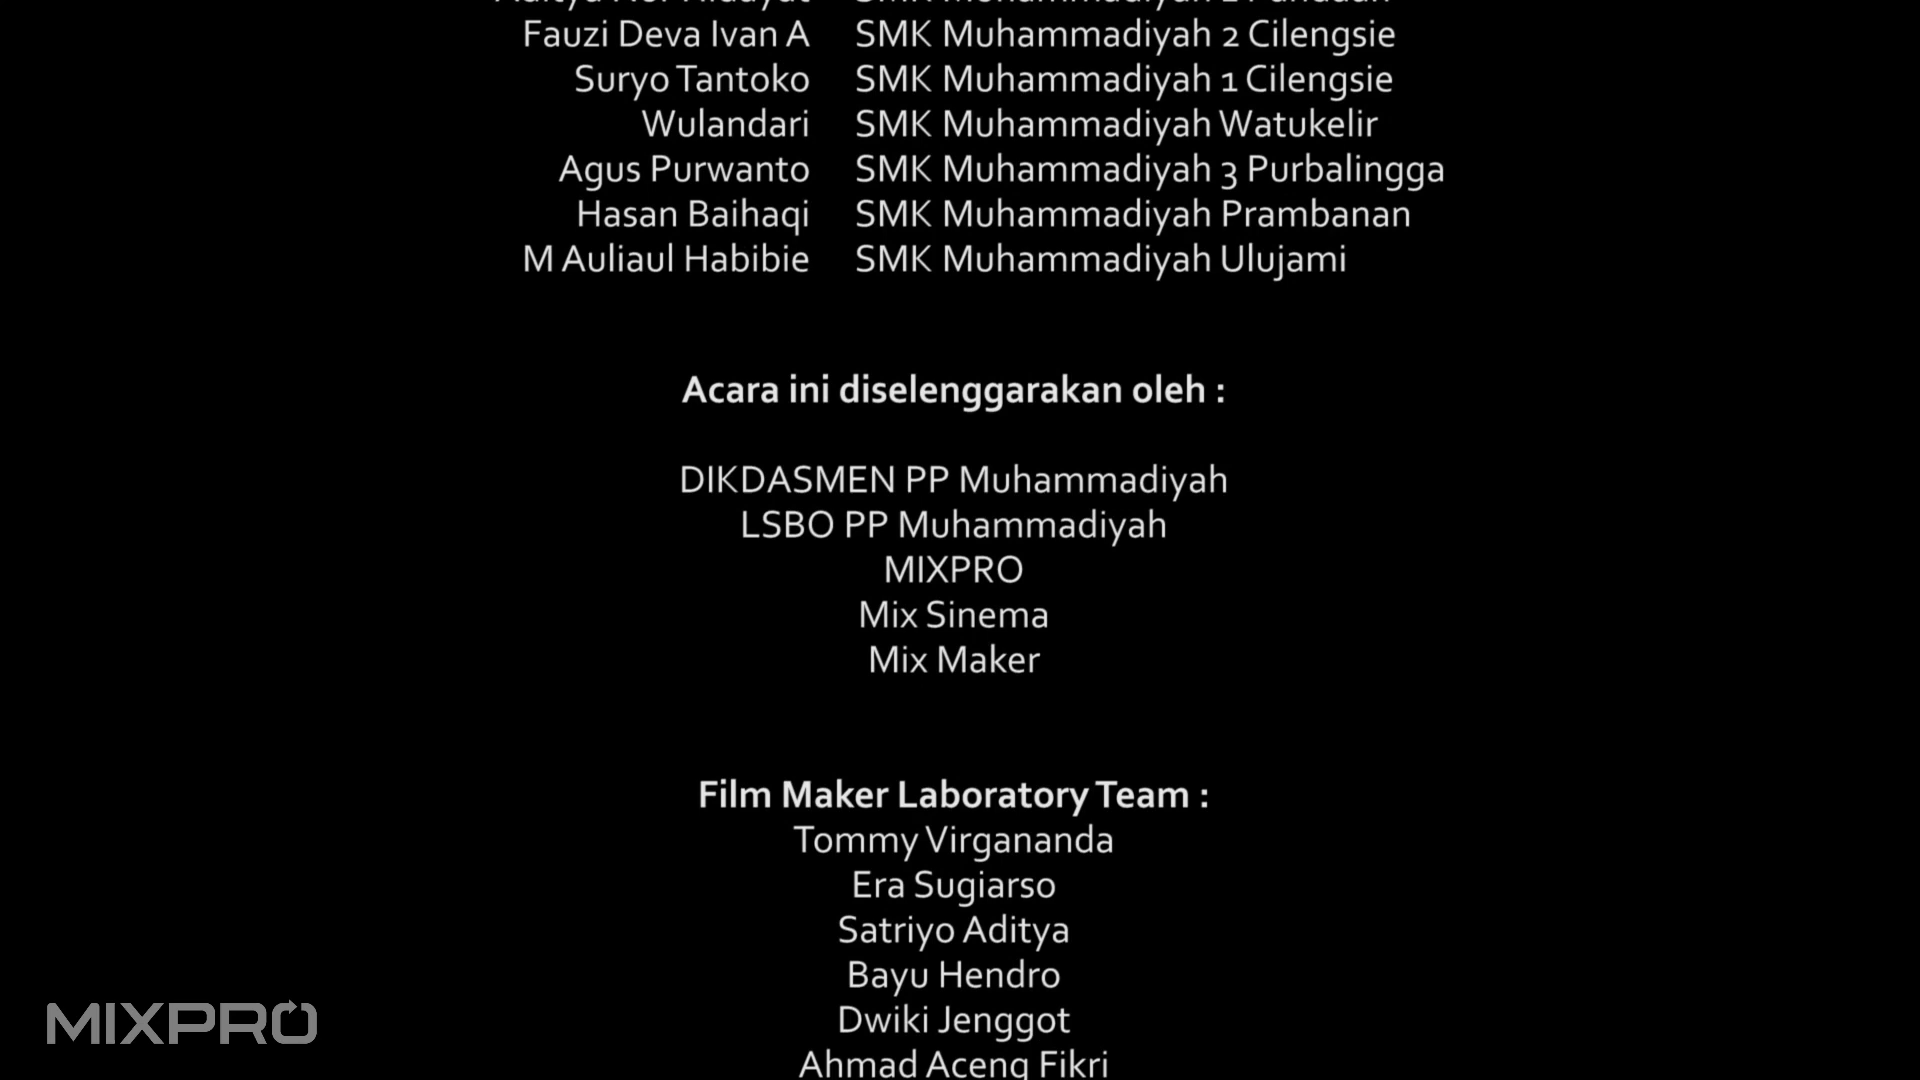 Fauzi Deva Ivan A SMK Muhammadiyah 2 Cilengsie
Suryo Tantoko SMK Muhammadiyah 1 Cilengsie
Wulandari SMK Muhammadiyah Watukelir
Agus Purwanto SMK Muhammadiyah 3 Purbalingga
Hasan Baihaqi SMK Muhammadiyah Prambanan
M Auliaul Habibie SMK Muhammadiyah Ulujami
Acara ini diselenggarakan oleh :
DIKDASMEN PP Muhammadiyah
LSBO PP Muhammadiyah
MIXPRO
Mix Sinema
Mix Maker
Film Maker Laboratory Team :
Tommy Virgananda
Era Sugiarso
Satriyo Aditya
Bayu Hendro
Dwiki Jenggot
Ahmad Aceng Fikri
MIXPRO